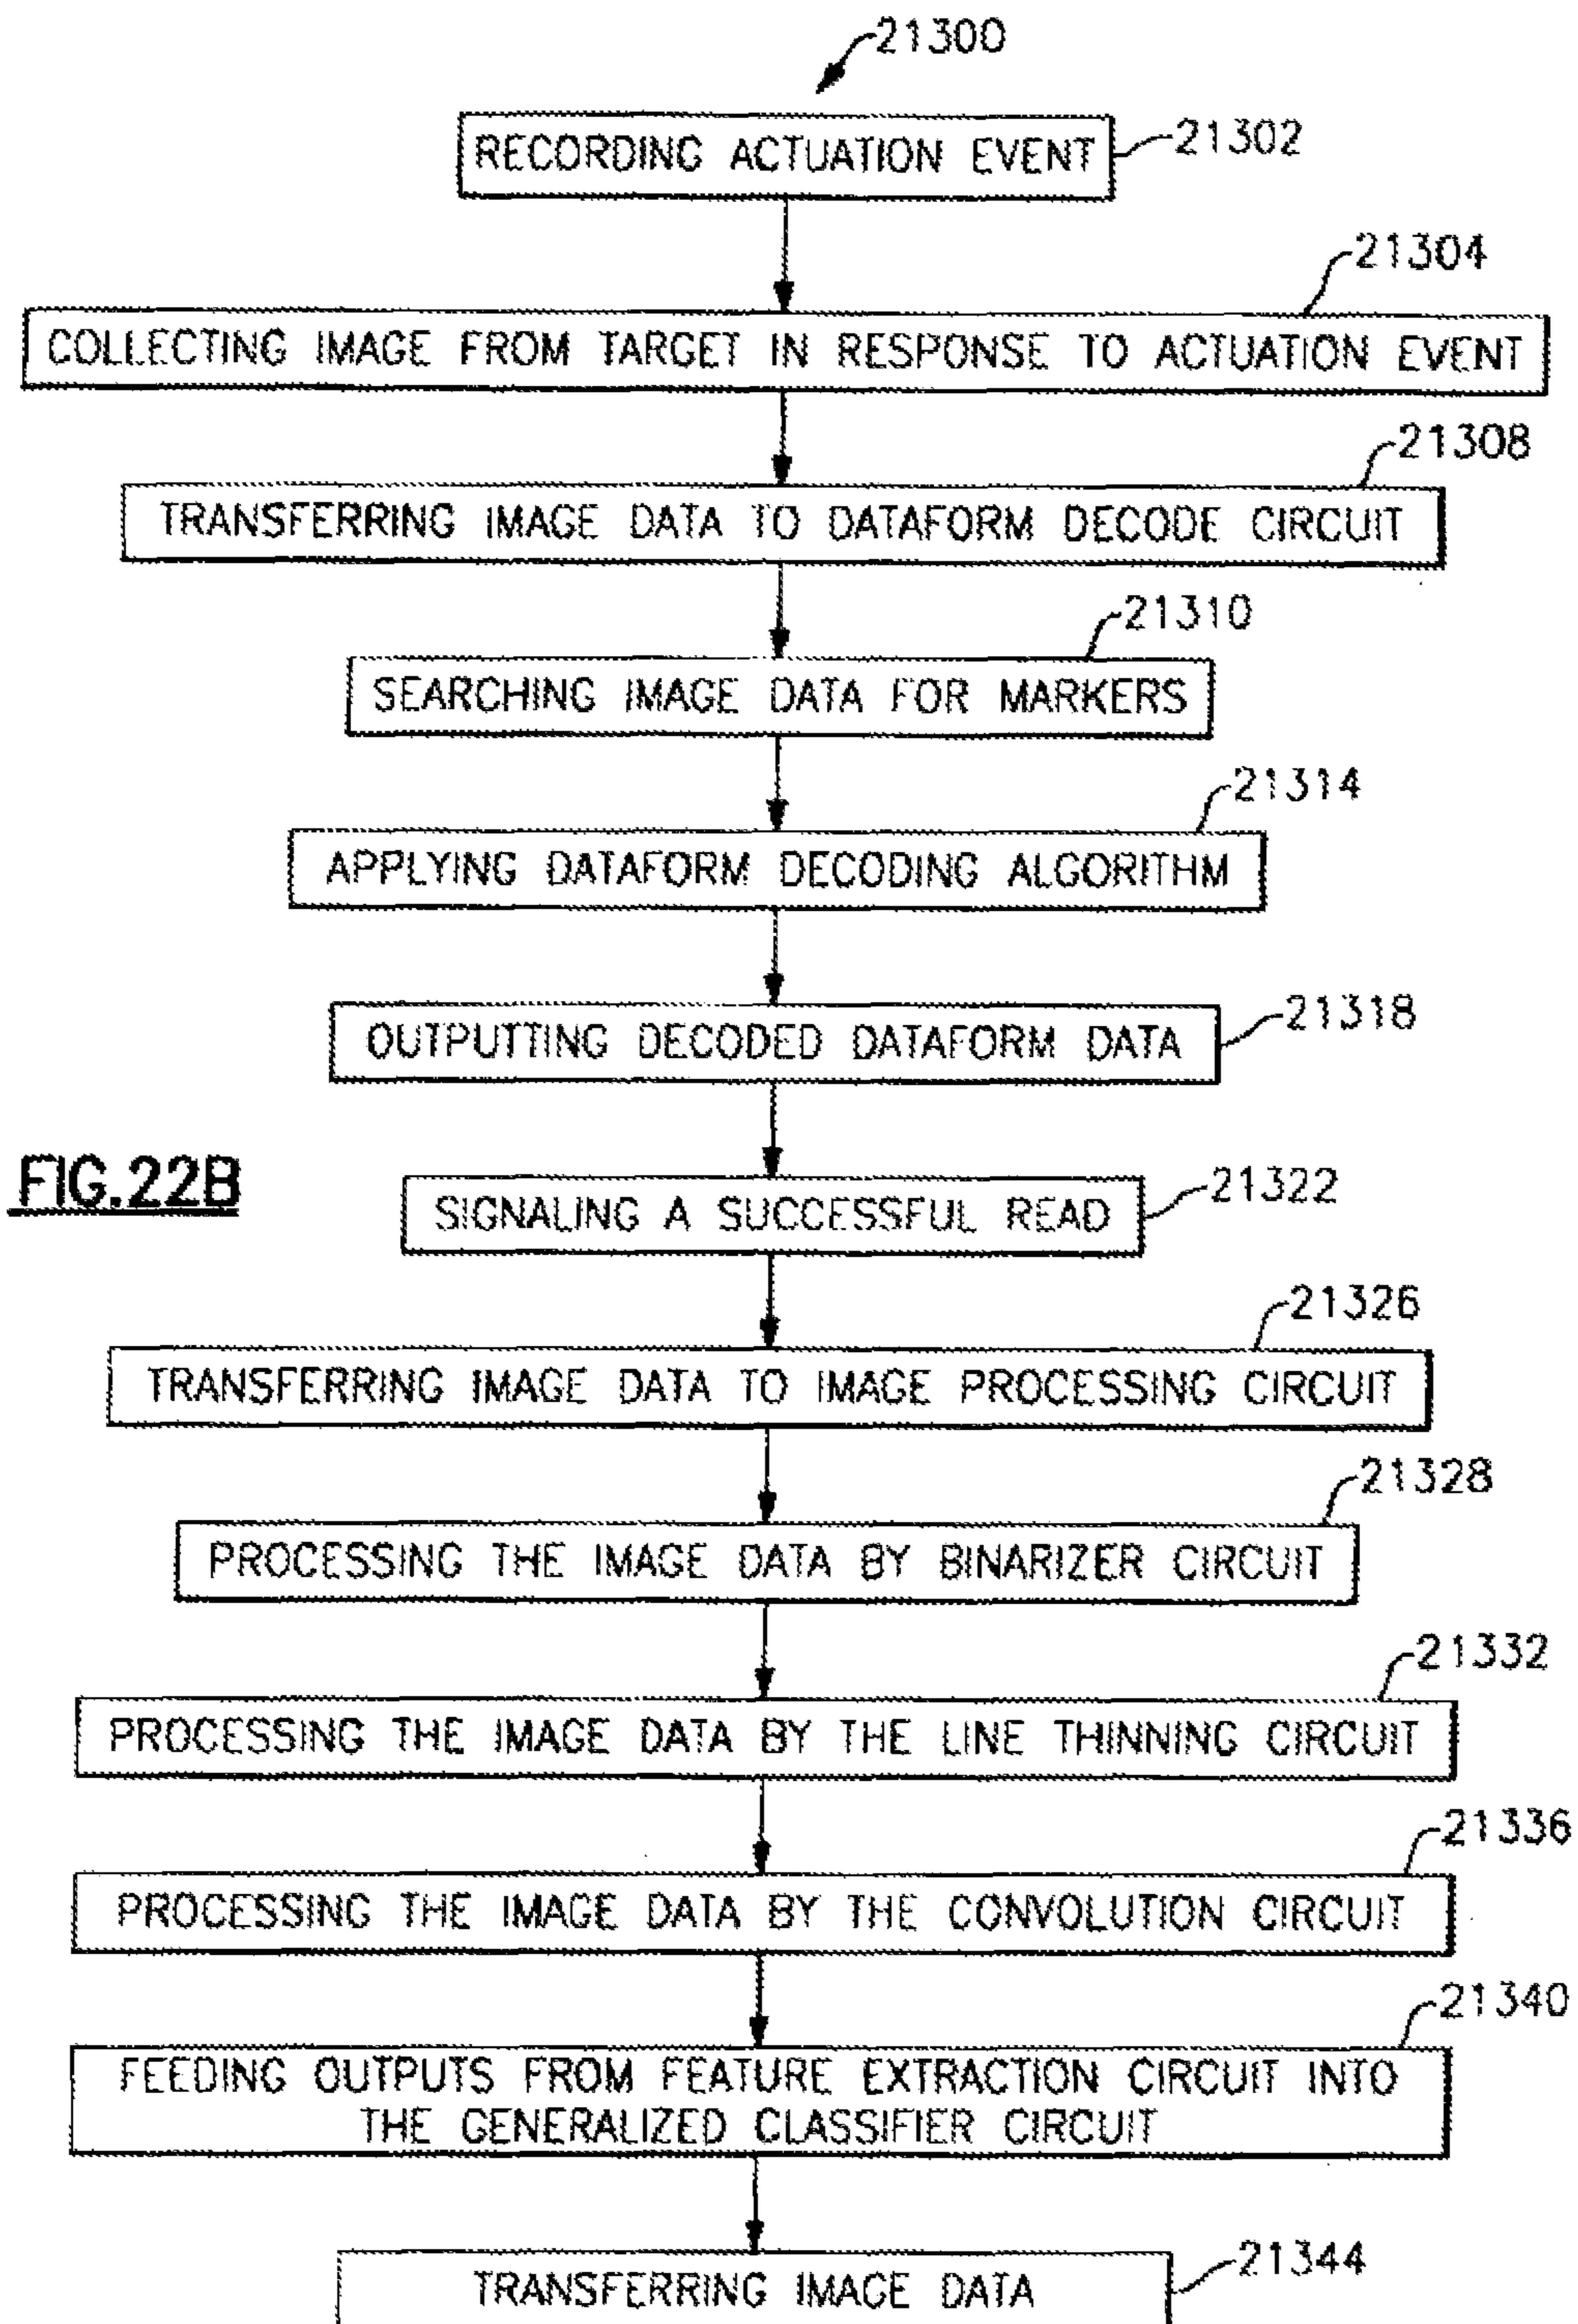 21300
RECORDING ACTUATION EVENT
21302
21304
COLLECTING IMAGE FROM TARGET IN RESPONSE TO ACTUATION EVENT
21308
TRANSFERRING IMAGE DATA TO DATAFORM DECODE CIRCUIT
21310
SEARCHING IMAGE DATA FOR MARKERS
21314
APPLYING DATAFORM DECODING ALGORITHM
OUTPUTTING DECODED DATAFORM DATA
21318
FIG.22B
SIGNALING A SUCCESSFUL READ
21322
21326
TRANSFERRING IMAGE DATA TO IMAGE PROCESSING CIRCUIT
21328
PROCESSING THE IMAGE DATA BY BINARIZER CIRCUIT
21332
PROCESSING THE IMAGE DATA BY THE LINE THINNING CIRCUIT
21336
PROCESSING THE IMAGE DATA BY THE CONVOLUTION CIRCUIT
21340
FEEDING OUTPUTS FROM FEATURE EXTRACTION CIRCUIT INTO
THE GENERALIZED CLASSIFIER CIRCUIT
TRANSFERRING IMAGE DATA
21344